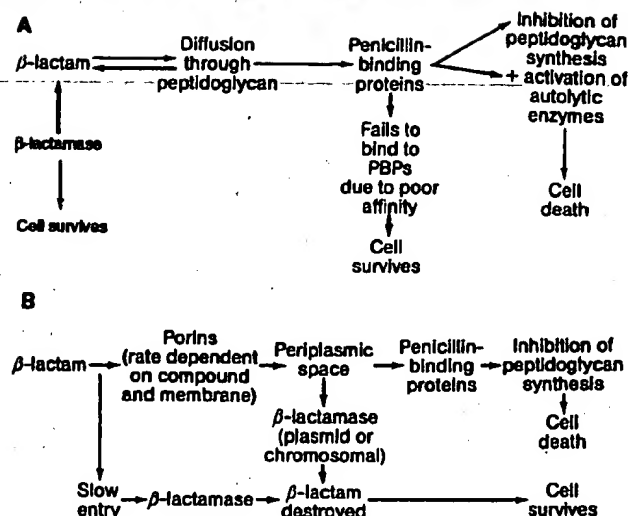 A
β-lactam
Diffusion
through
peptidoglycan
Penicillin-
binding
proteins
Inhibition of
peptidoglycan
synthesis
+ activation of
autolytic
enzymes
Cell
death
Fails to
bind to
PBPs
due to poor
affinity
Cell
survives
β-lactamase
Cell survives
B
β-lactam
Porins
(rate dependent
on compound
and membrane)
Periplasmic
space
Penicillin-
binding
proteins
Inhibition of
peptidoglycan
synthesis
Cell
death
β-lactamase
(plasmid or
chromosomal)
Slow
entry
β-lactamase
β-lactam
destroyed
Cell
survives